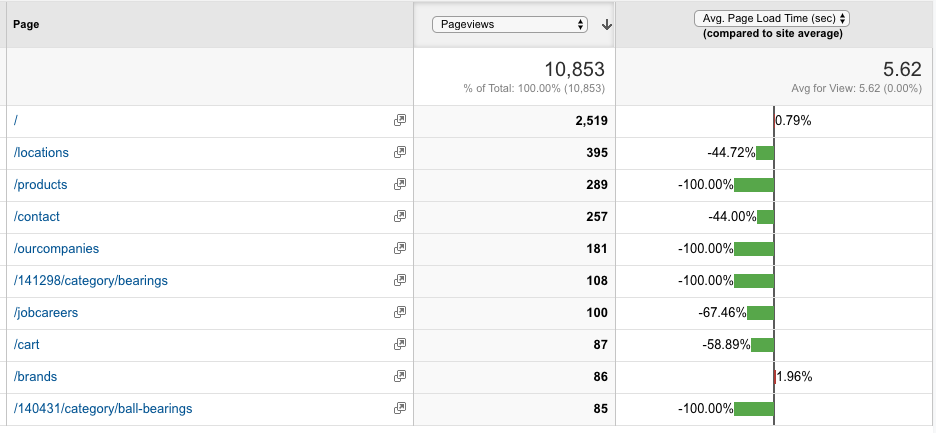 Page
Pageviews
Avg. Page Load Time (sec)
(compared to site average)
10,853
% of Total: 100.00% (10,853)
5.62
Avg for View: 5.62 (0.00%)
/ 2,519 0.79%
/locations 395 -44.72%
/products 289 -100.00%
/contact 257 -44.00%
/ourcompanies 181 -100.00%
/141298/category/bearings 108 -100.00%
/jobcareers 100 -67.46%
/cart 87 -58.89%
/brands 86 1.96%
/140431/category/ball-bearings 85 -100.00%